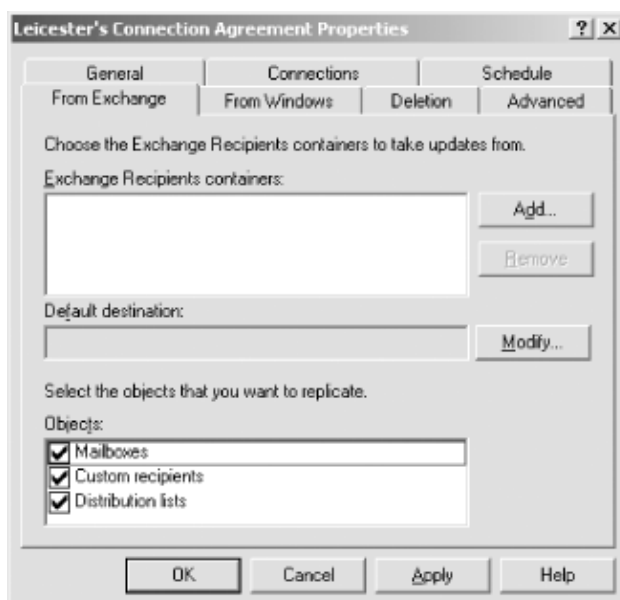 Leicester's Connection Agreement Properties
General Connections Schedule
From Exchange From Windows Deletion Advanced
Choose the Exchange Recipients containers to take updates from.
Exchange Recipients containers:
Add...
Remove
Default destination:
Modify...
Select the objects that you want to replicate.
Objects:
Mailboxes
Custom recipients
Distribution lists
OK Cancel Apply Help